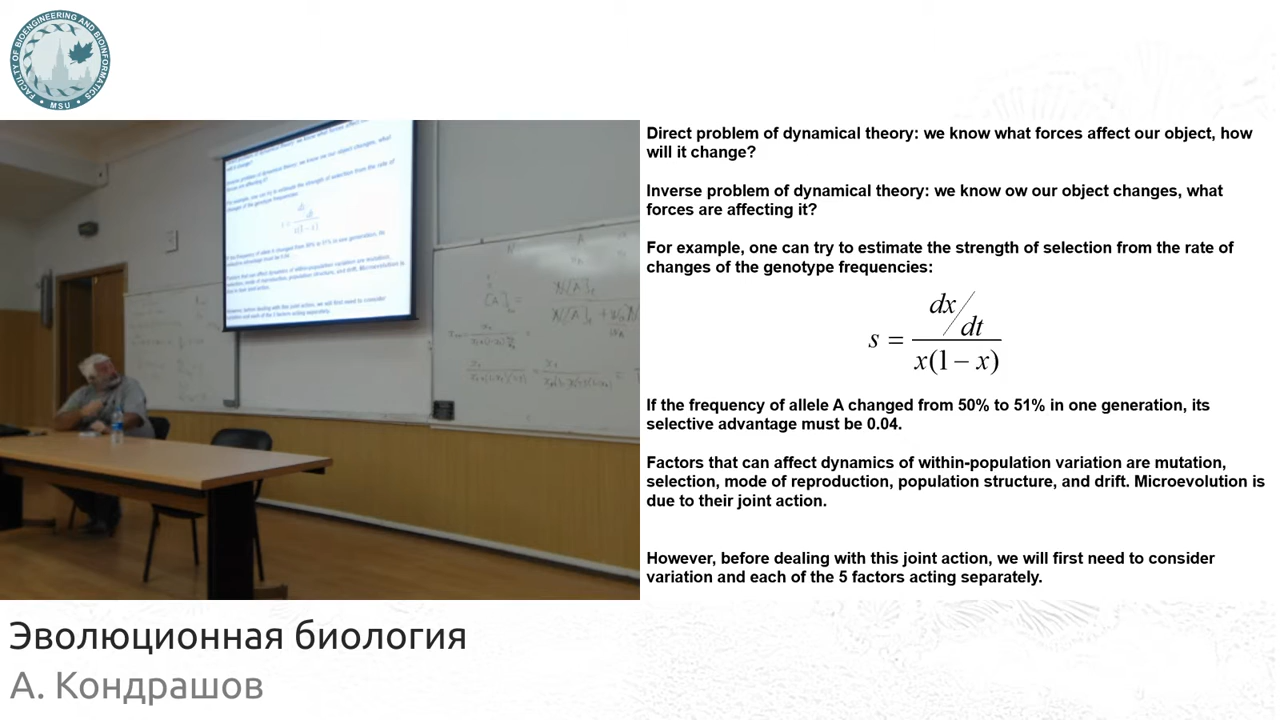 FACULTY OF BIOENGINEERING AND BIOINFORMATICS
• MSU •
Direct problem of dynamical theory: we know what forces affect our object, how
will it change?
Inverse problem of dynamical theory: we know ow our object changes, what
forces are affecting it?
For example, one can try to estimate the strength of selection from the rate of
changes of the genotype frequencies:
s = (dx/dt) / x(1 − x)
If the frequency of allele A changed from 50% to 51% in one generation, its
selective advantage must be 0.04.
Factors that can affect dynamics of within-population variation are mutation,
selection, mode of reproduction, population structure, and drift. Microevolution is
due to their joint action.
However, before dealing with this joint action, we will first need to consider
variation and each of the 5 factors acting separately.
Эволюционная биология
А. Кондрашов